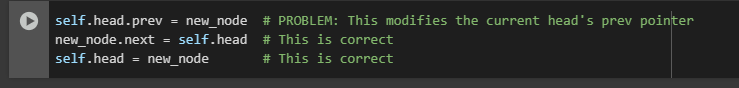 self.head.prev = new_node  # PROBLEM: This modifies the current head's prev pointer
new_node.next = self.head  # This is correct
self.head = new_node       # This is correct